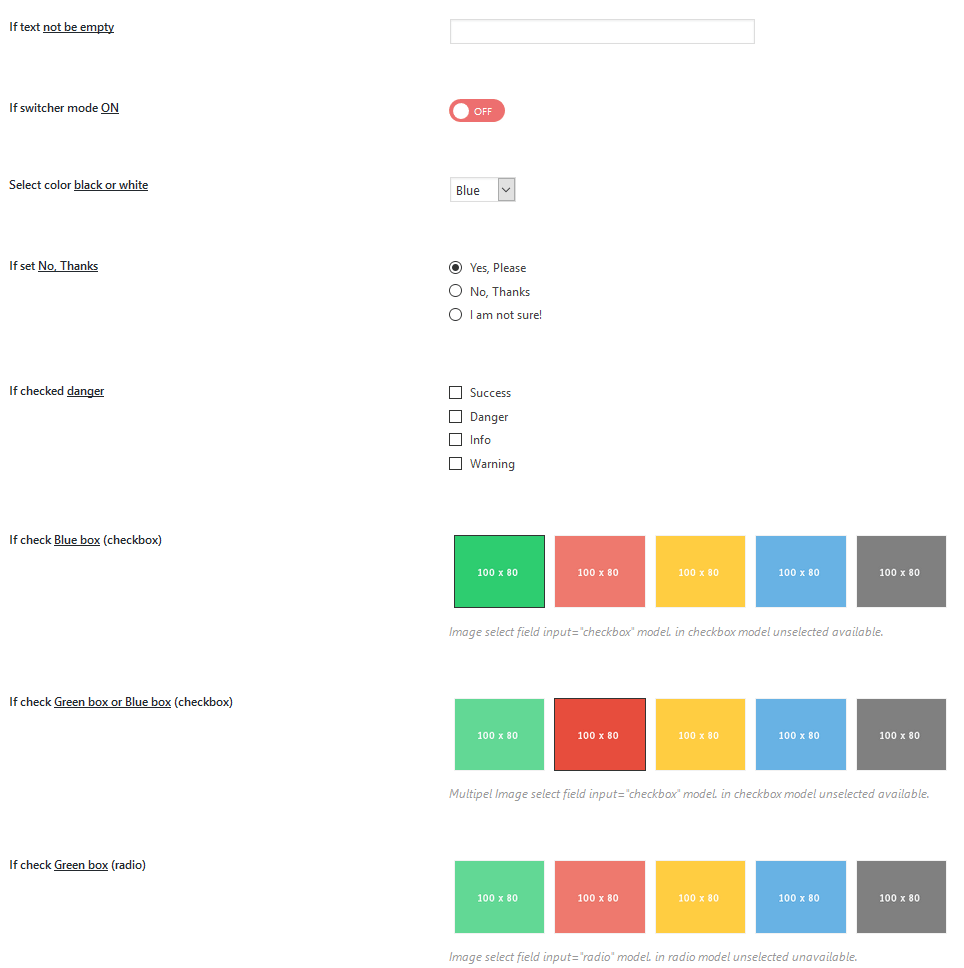 If text not be empty
If switcher mode ON
OFF
Select color black or white
Blue
If set No, Thanks
Yes, Please
No, Thanks
I am not sure!
If checked danger
Success
Danger
Info
Warning
If check Blue box (checkbox)
100 x 80 100 x 80 100 x 80 100 x 80 100 x 80
Image select field input="checkbox" model. in checkbox model unselected available.
If check Green box or Blue box (checkbox)
100 x 80 100 x 80 100 x 80 100 x 80 100 x 80
Multipel Image select field input="checkbox" model. in checkbox model unselected available.
If check Green box (radio)
100 x 80 100 x 80 100 x 80 100 x 80 100 x 80
Image select field input="radio" model. in radio model unselected unavailable.